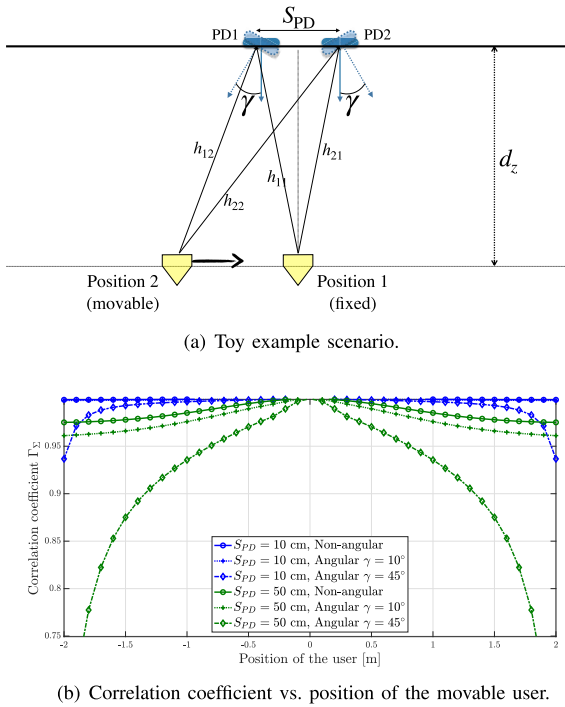 S_PD
PD1
PD2
γ
γ
h_12
h_11
h_21
h_22
d_z
Position 2
(movable)
Position 1
(fixed)
(a) Toy example scenario.
Correlation coefficient Γ_Σ
0.95
0.9
0.85
0.8
0.75
S_PD = 10 cm, Non-angular
S_PD = 10 cm, Angular γ = 10°
S_PD = 10 cm, Angular γ = 45°
S_PD = 50 cm, Non-angular
S_PD = 50 cm, Angular γ = 10°
S_PD = 50 cm, Angular γ = 45°
-2 -1.5 -1 -0.5 0 0.5 1 1.5 2
Position of the user [m]
(b) Correlation coefficient vs. position of the movable user.